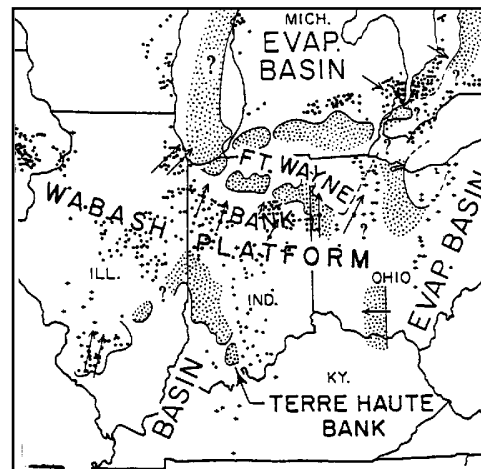 MICH.
EVAP.
BASIN
?
?
?
FT. WAYNE
WABASH
BANK
PLATFORM
ILL.
?
IND.
OHIO
EVAP. BASIN
BASIN
?
KY.
TERRE HAUTE
BANK